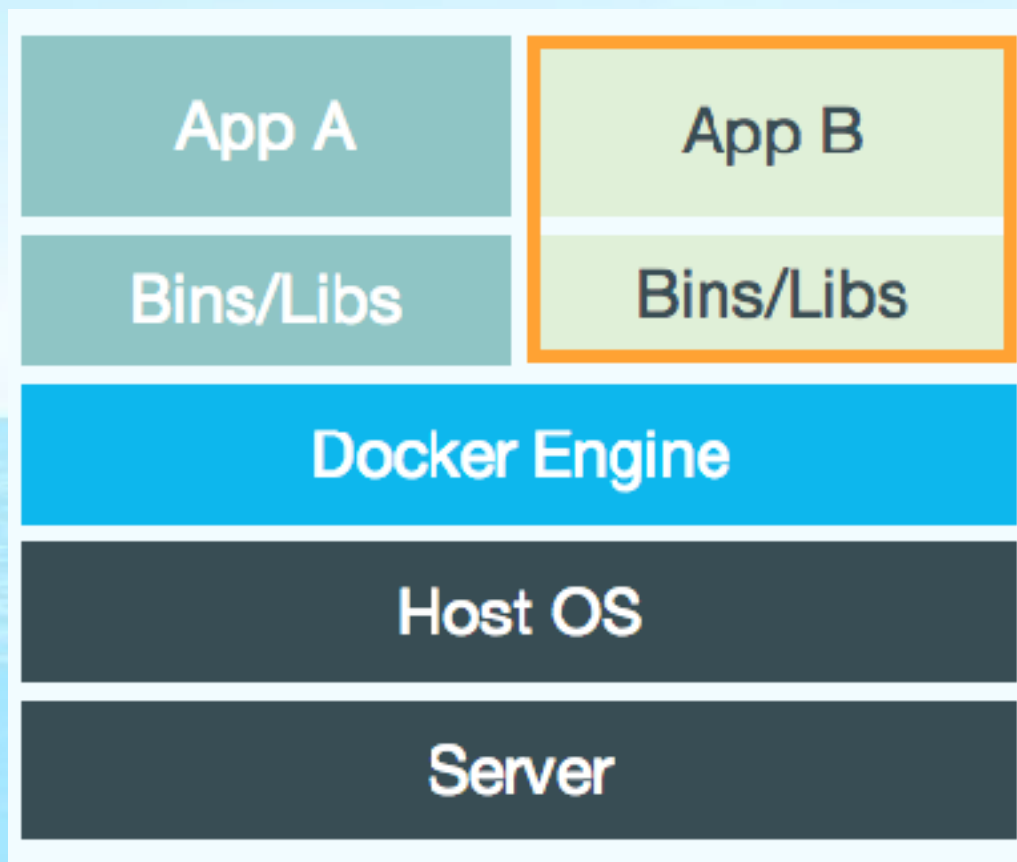 App A
App B
Bins/Libs
Bins/Libs
Docker Engine
Host OS
Server